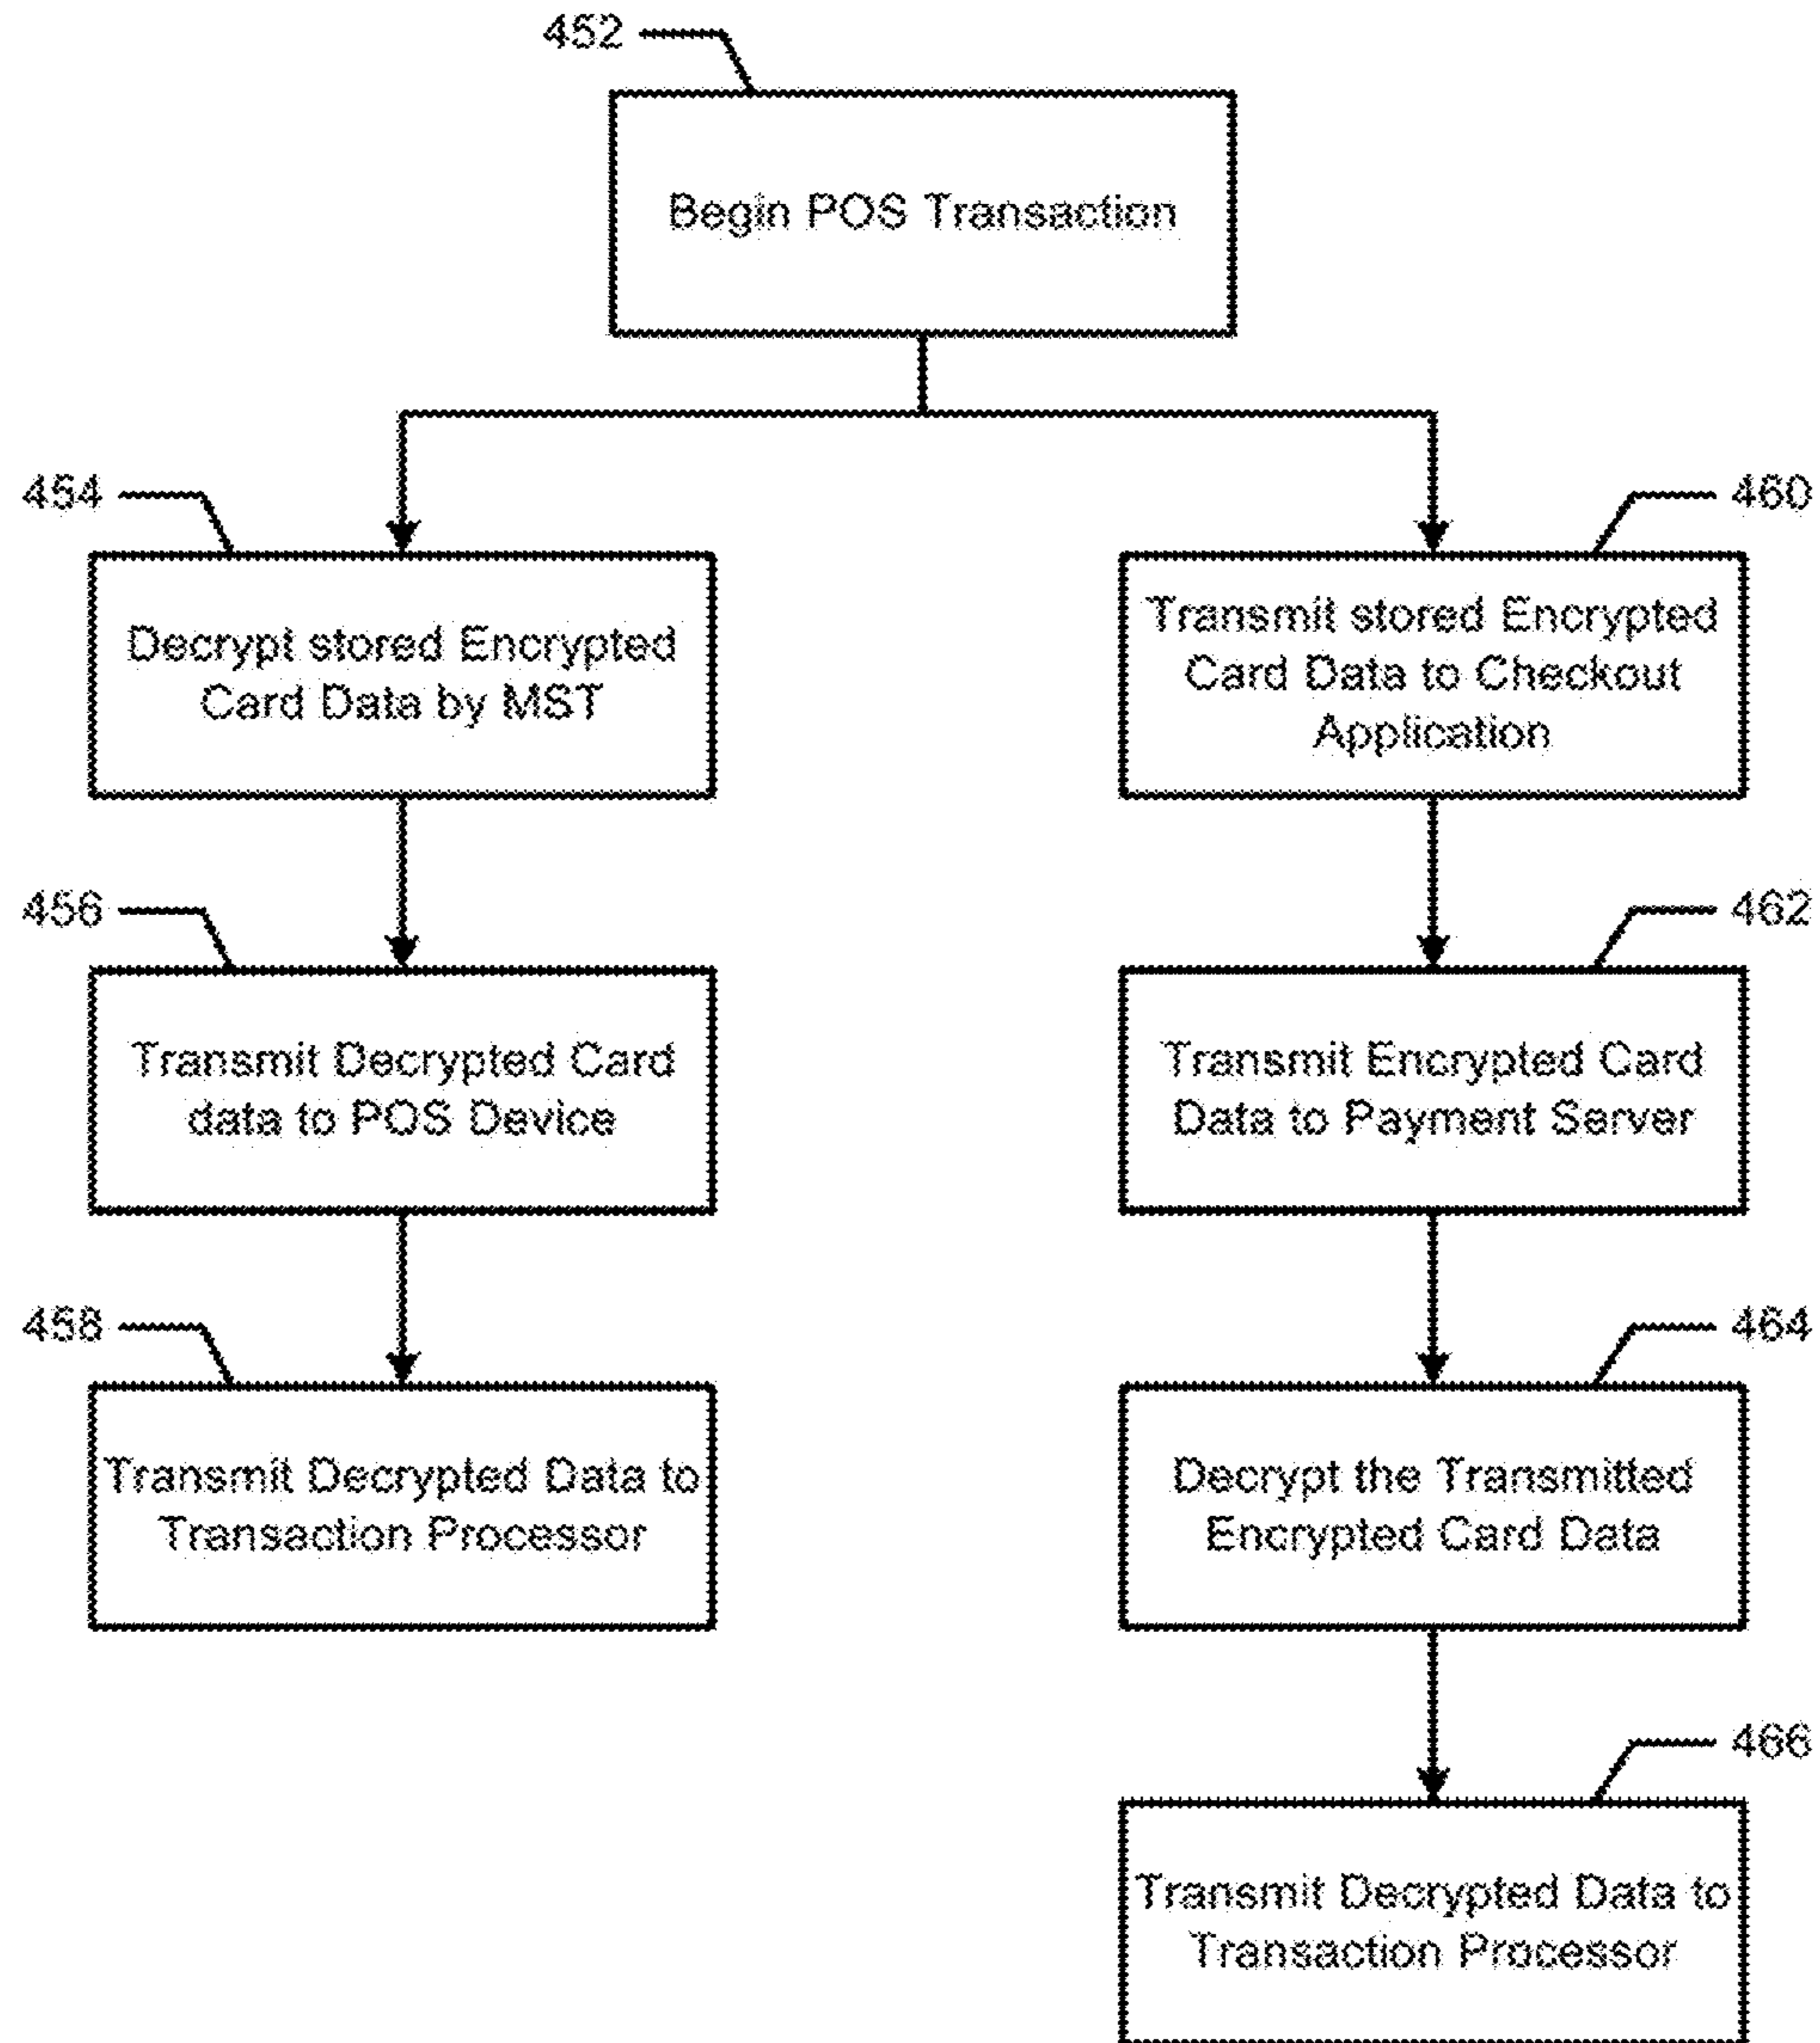 452
Begin POS Transaction
454
Decrypt stored Encrypted
Card Data by MST
456
Transmit Decrypted Card
data to POS Device
458
Transmit Decrypted Data to
Transaction Processor
460
Transmit stored Encrypted
Card Data to Checkout
Application
462
Transmit Encrypted Card
Data to Payment Server
464
Decrypt the Transmitted
Encrypted Card Data
466
Transmit Decrypted Data to
Transaction Processor